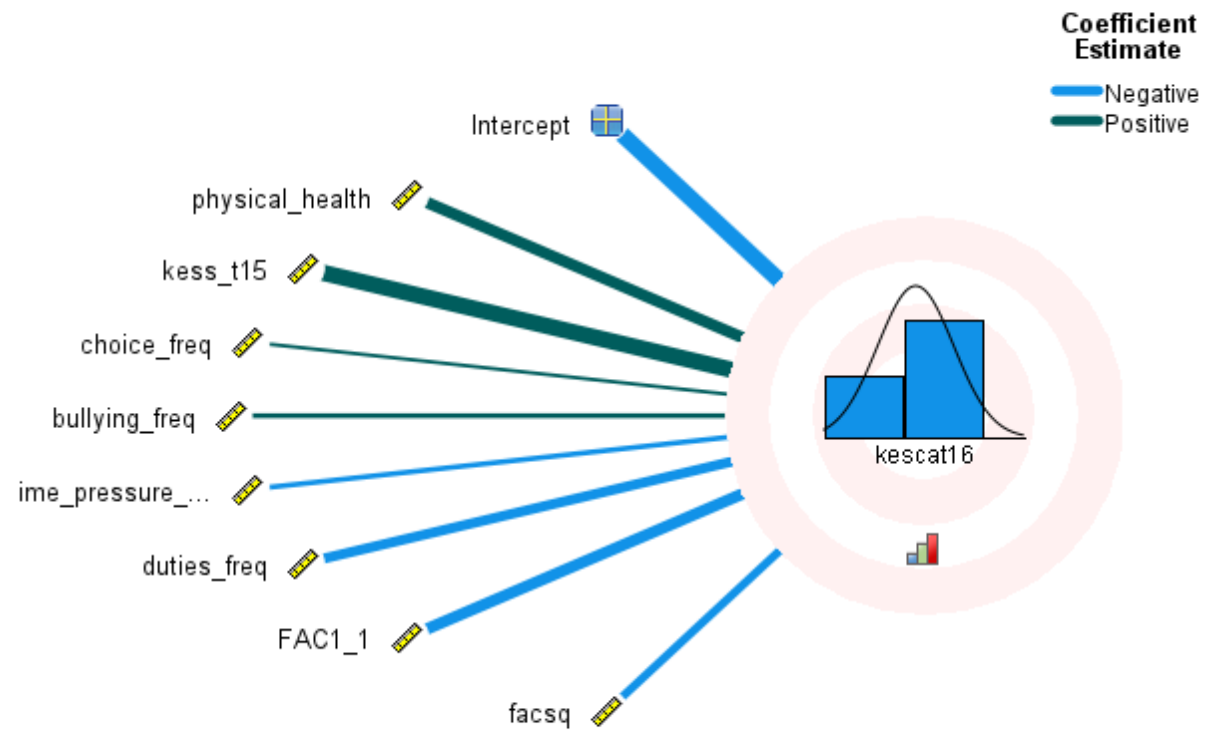 Coefficient
Estimate
Negative
Positive
Intercept
physical_health
kess_t15
choice_freq
bullying_freq
ime_pressure_...
duties_freq
FAC1_1
facsq
kescat16